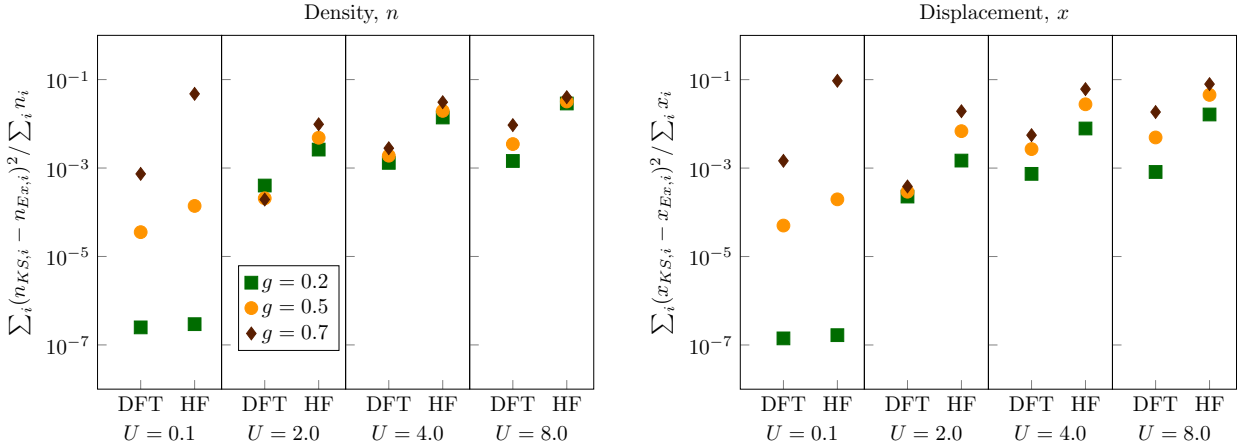 Density, n
∑_i(n_{KS,i} − n_{Ex,i})²/ ∑_i n_i
10⁻¹
10⁻³
10⁻⁵
10⁻⁷
g = 0.2
g = 0.5
g = 0.7
DFT HF DFT HF DFT HF DFT HF
U = 0.1 U = 2.0 U = 4.0 U = 8.0
Displacement, x
∑_i(x_{KS,i} − x_{Ex,i})²/ ∑_i x_i
10⁻¹
10⁻³
10⁻⁵
10⁻⁷
DFT HF DFT HF DFT HF DFT HF
U = 0.1 U = 2.0 U = 4.0 U = 8.0